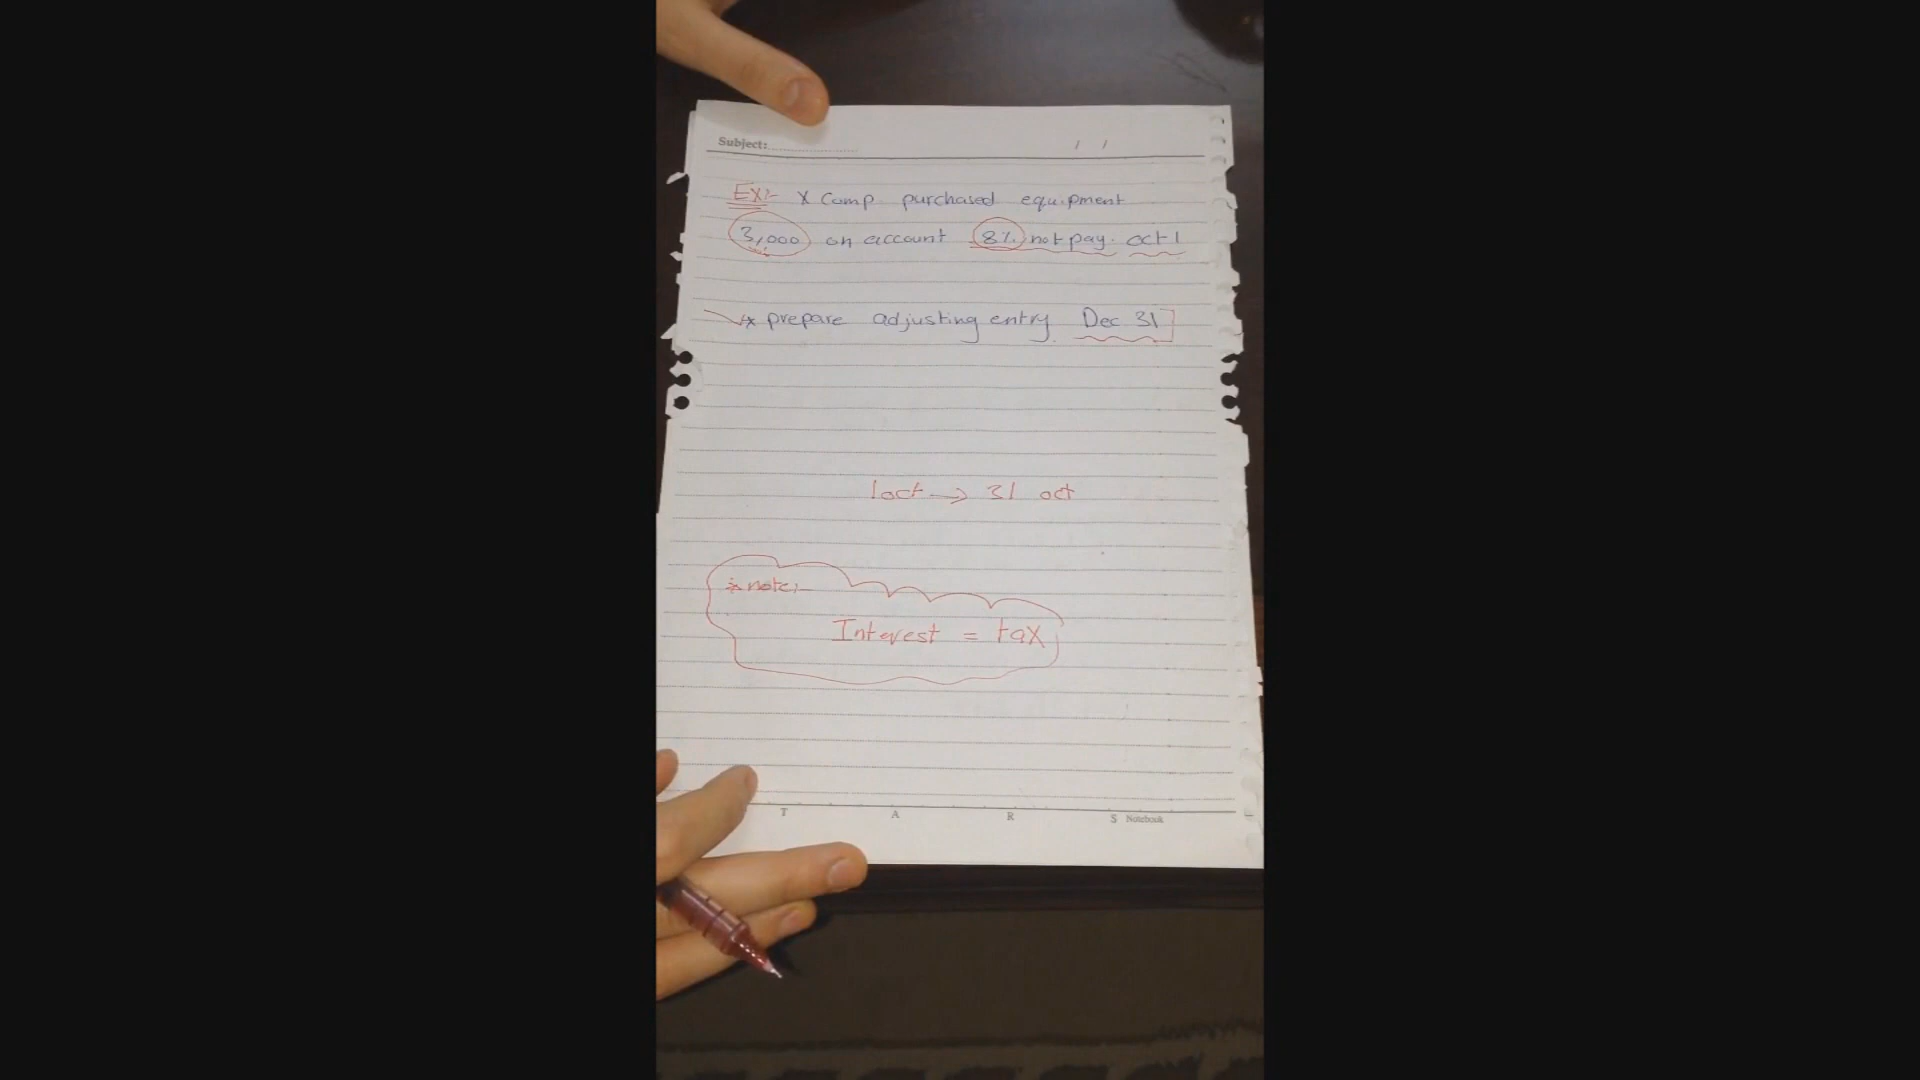 Subject: / /
Ex:- X Comp. purchased equipment
3,000 on account 8% not pay. oct 1
* prepare adjusting entry Dec 31
1 oct → 31 oct
* note:-
Interest = tax
T A R S Notebook